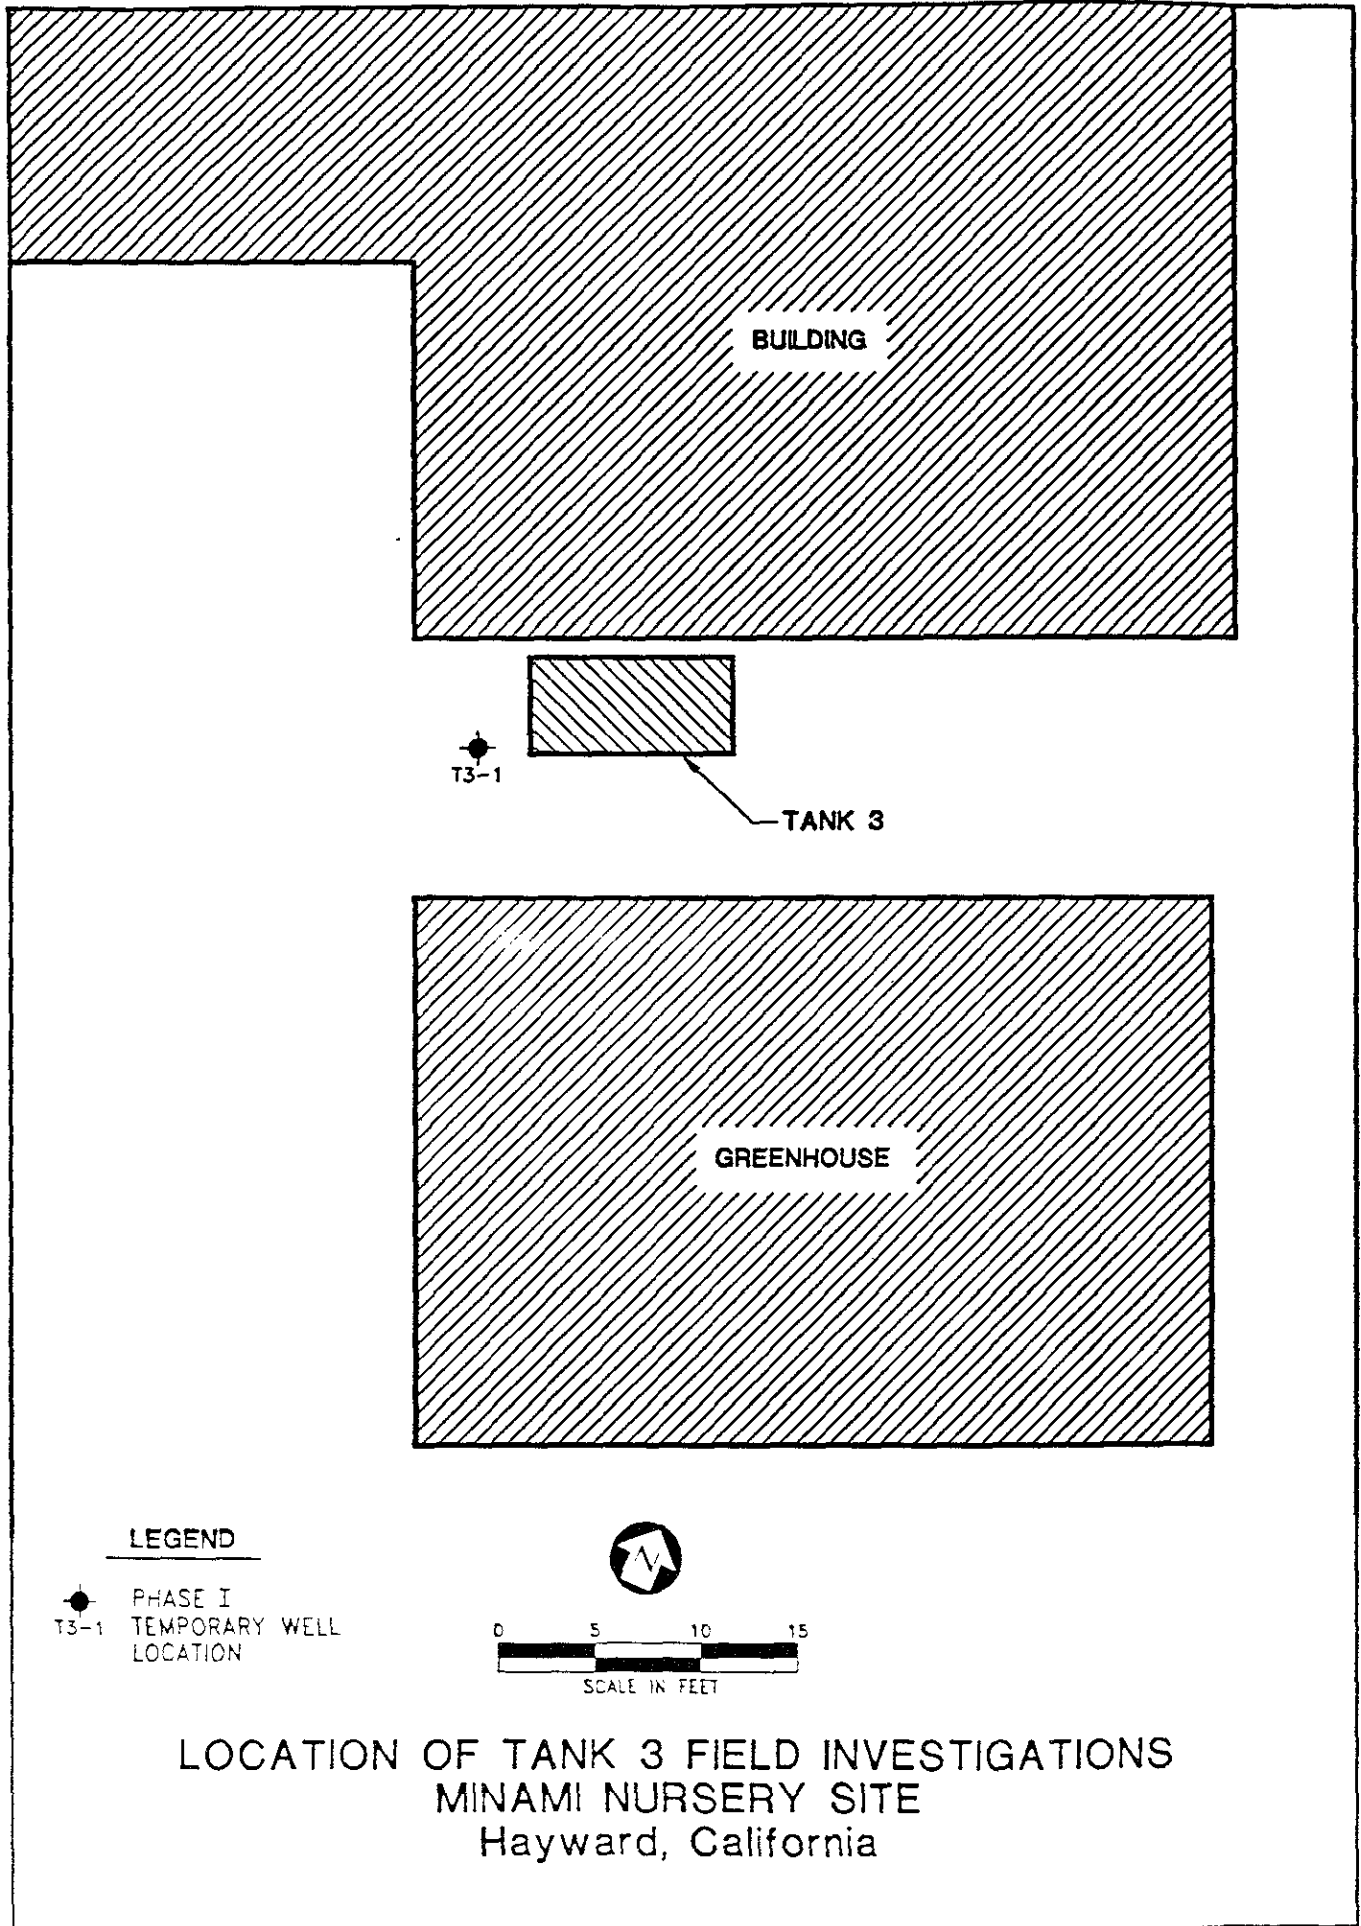 BUILDING
T3-1
TANK 3
GREENHOUSE
LEGEND
T3-1
PHASE I
TEMPORARY WELL
LOCATION
N
0 5 10 15
SCALE IN FEET
LOCATION OF TANK 3 FIELD INVESTIGATIONS
MINAMI NURSERY SITE
Hayward, California